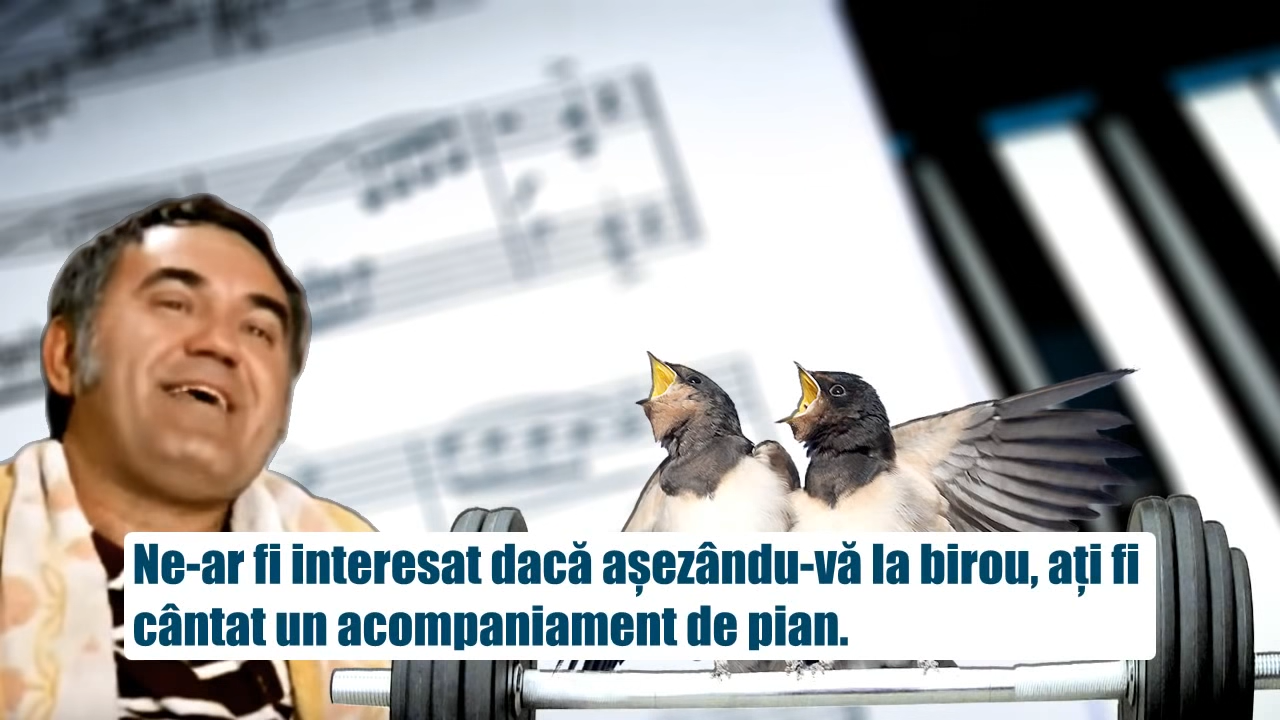 Ne-ar fi interesat dacă așezându-vă la birou, ați fi
cântat un acompaniament de pian.